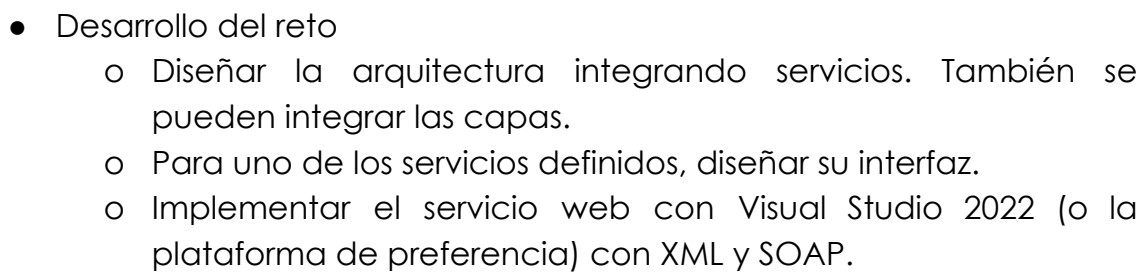 ● Desarrollo del reto
o Diseñar la arquitectura integrando servicios. También se
pueden integrar las capas.
o Para uno de los servicios definidos, diseñar su interfaz.
o Implementar el servicio web con Visual Studio 2022 (o la
plataforma de preferencia) con XML y SOAP.